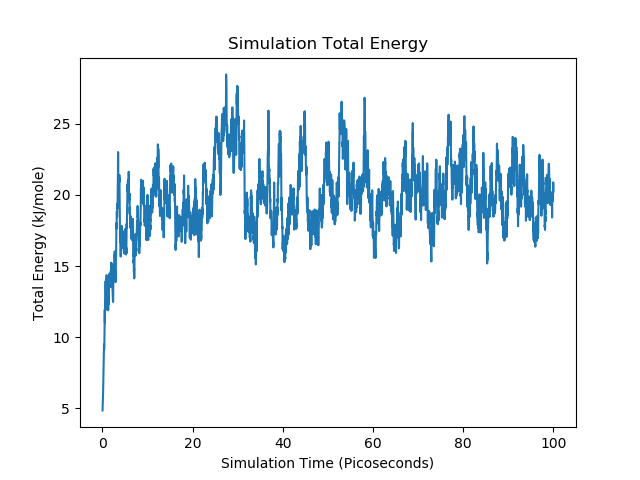 Simulation Total Energy
Total Energy (kJ/mole)
25
20
15
10
5
0 20 40 60 80 100
Simulation Time (Picoseconds)